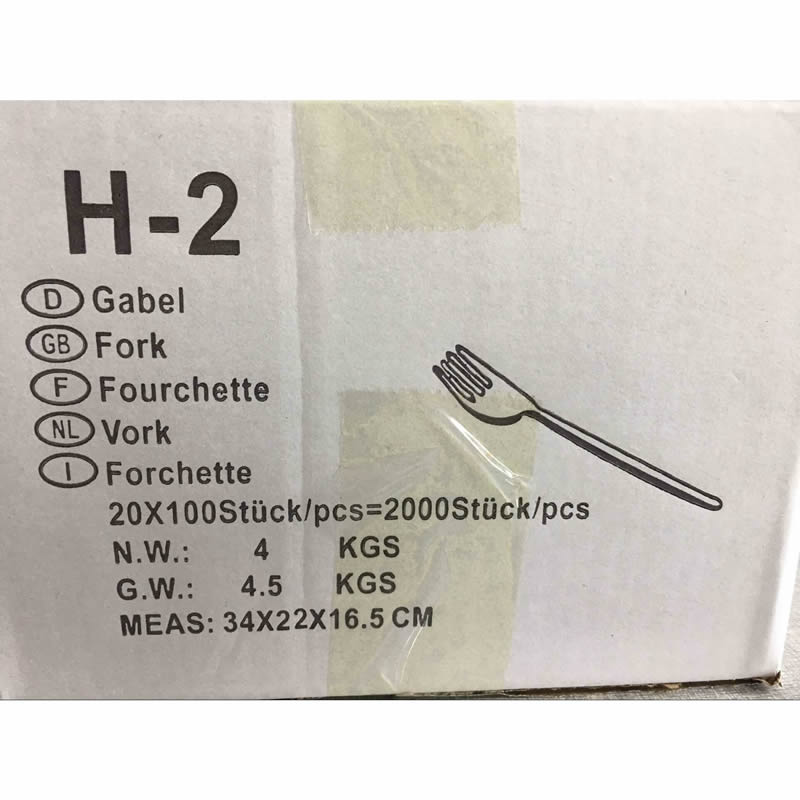 H-2
D Gabel
GB Fork
F Fourchette
NL Vork
I Forchette
20X100Stück/pcs=2000Stück/pcs
N.W.: 4 KGS
G.W.: 4.5 KGS
MEAS: 34X22X16.5 CM